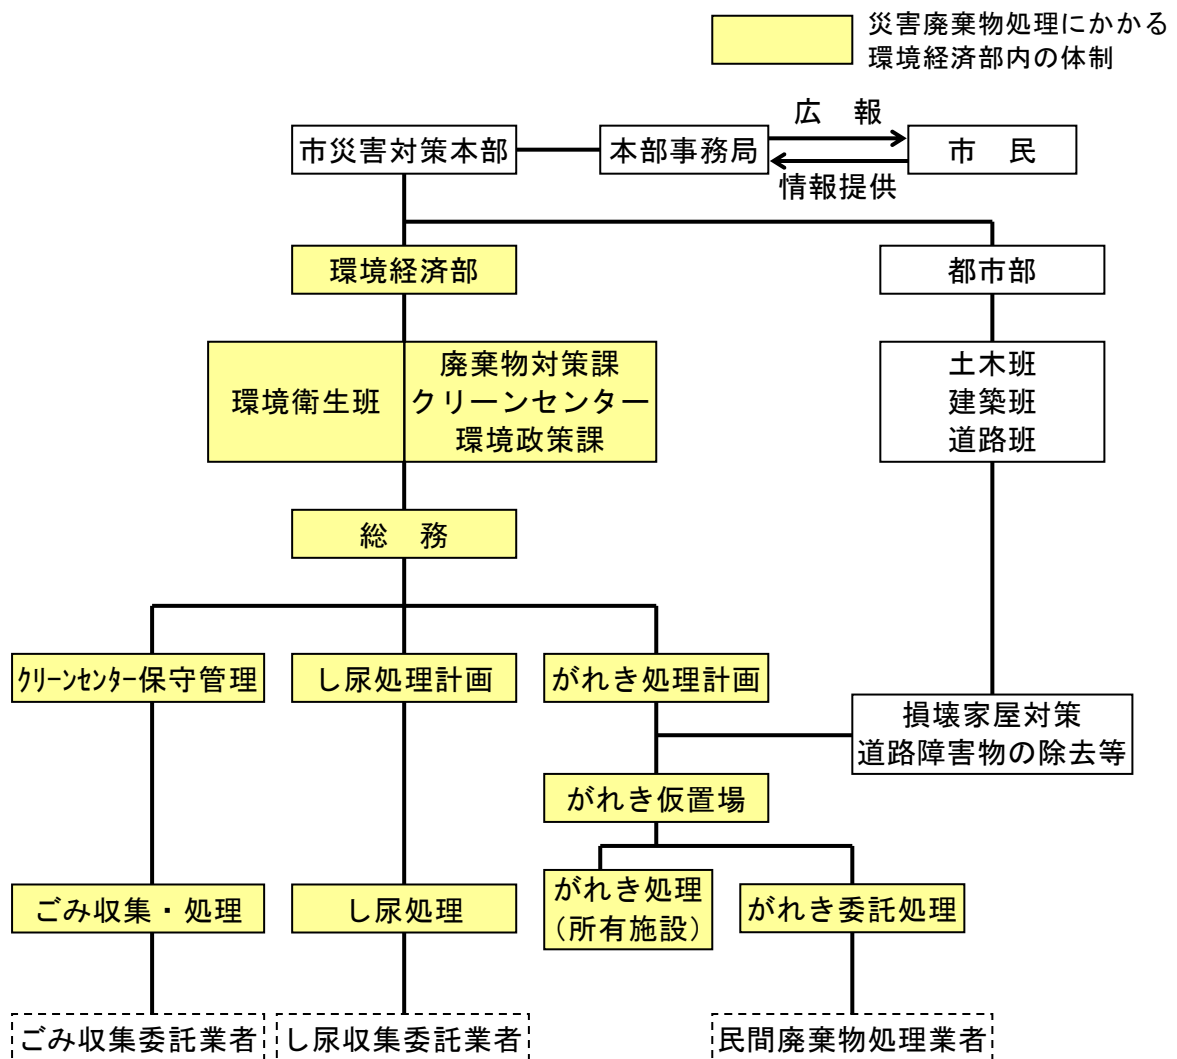 災害廃棄物処理にかかる
環境経済部内の体制
広　報
市災害対策本部
本部事務局
市　民
情報提供
環境経済部
都市部
環境衛生班
廃棄物対策課
クリーンセンター
環境政策課
土木班
建築班
道路班
総　務
ｸﾘｰﾝｾﾝﾀｰ保守管理
し尿処理計画
がれき処理計画
損壊家屋対策
道路障害物の除去等
がれき仮置場
ごみ収集・処理
し尿処理
がれき処理
（所有施設）
がれき委託処理
ごみ収集委託業者
し尿収集委託業者
民間廃棄物処理業者